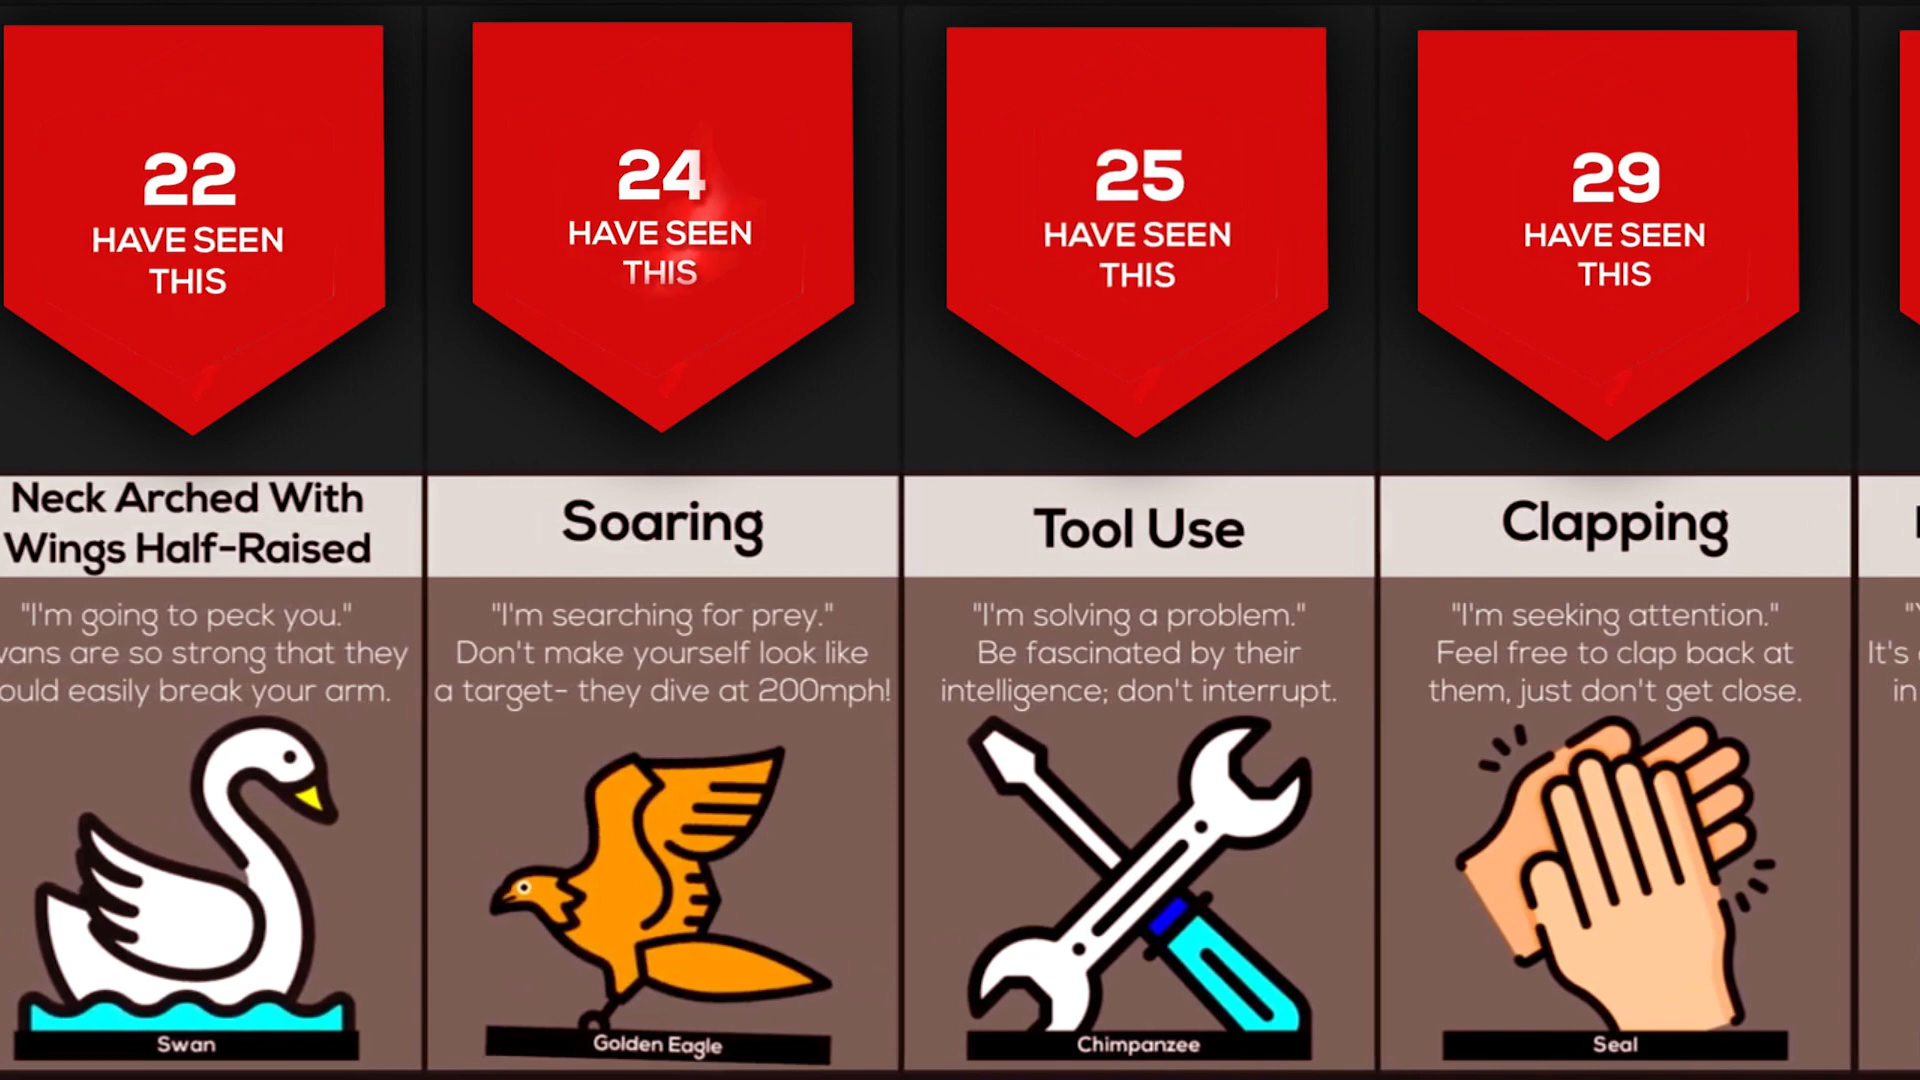 22
HAVE SEEN
THIS
Neck Arched With
Wings Half-Raised
"I'm going to peck you."
are so strong that they
easily break your arm.
Swan
24
HAVE SEEN
THIS
Soaring
"I'm searching for prey."
Don't make yourself look like
a target- they dive at 200mph!
Golden Eagle
25
HAVE SEEN
THIS
Tool Use
"I'm solving a problem."
Be fascinated by their
intelligence; don't interrupt.
Chimpanzee
29
HAVE SEEN
THIS
Clapping
"I'm seeking attention."
Feel free to clap back at
them, just don't get close.
Seal
It's
in